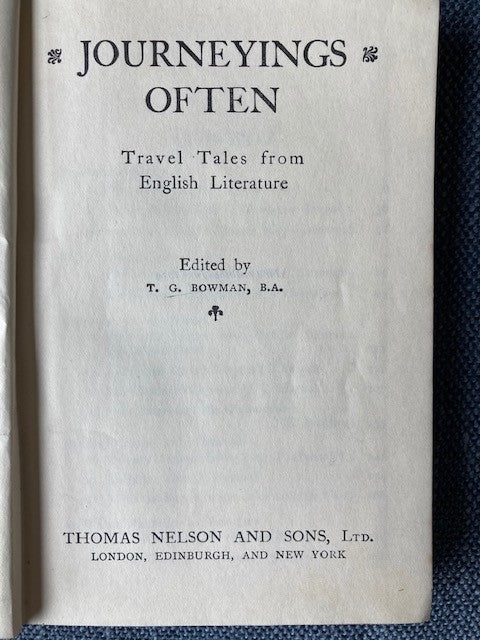 JOURNEYINGS
OFTEN
Travel Tales from
English Literature
Edited by
T. G. BOWMAN, B.A.
THOMAS NELSON AND SONS, LTD.
LONDON, EDINBURGH, AND NEW YORK